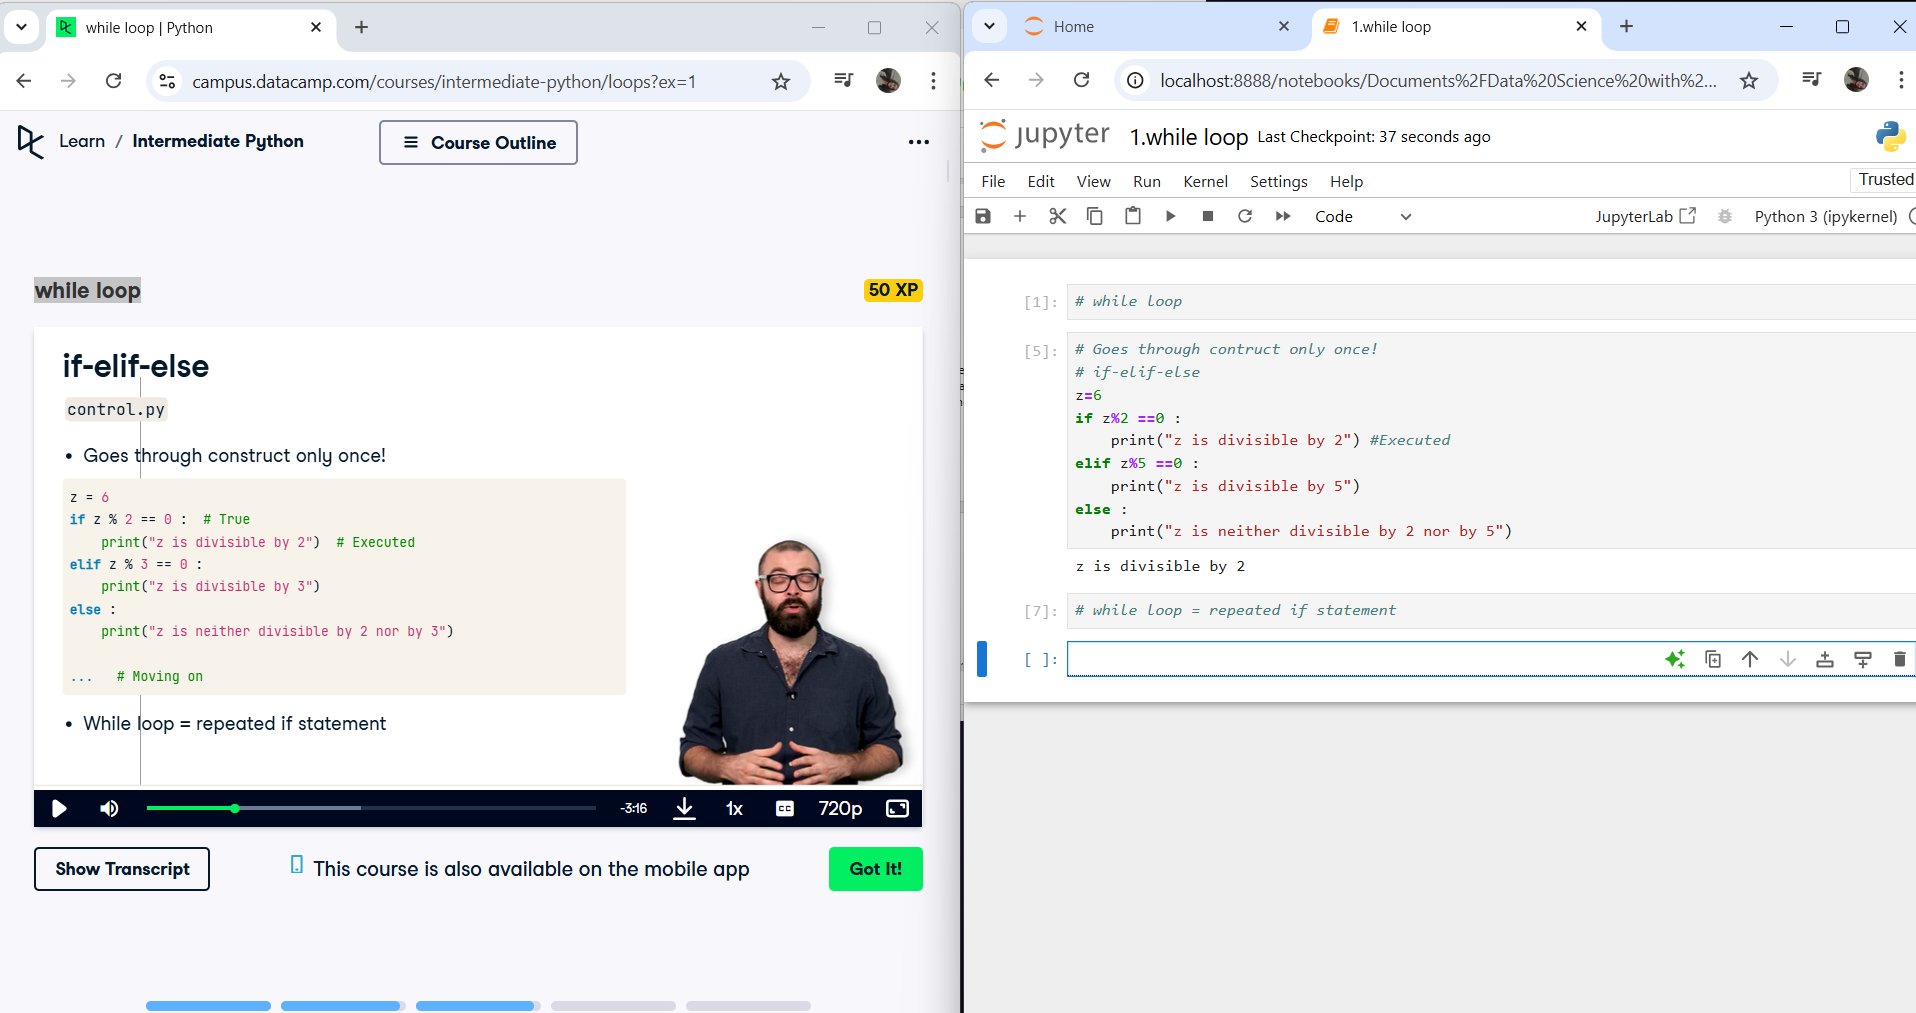 while loop | Python
campus.datacamp.com/courses/intermediate-python/loops?ex=1
Learn / Intermediate Python
Course Outline
while loop
50 XP
if-elif-else
control.py
• Goes through construct only once!
z = 6
if z % 2 == 0 :  # True
    print("z is divisible by 2")  # Executed
elif z % 3 == 0 :
    print("z is divisible by 3")
else :
    print("z is neither divisible by 2 nor by 3")
...   # Moving on
• While loop = repeated if statement
-3:16
1x
CC
720p
Show Transcript
This course is also available on the mobile app
Got It!
Home
1.while loop
localhost:8888/notebooks/Documents%2FData%20Science%20with%2...
jupyter 1.while loop Last Checkpoint: 37 seconds ago
File Edit View Run Kernel Settings Help
Trusted
Code
JupyterLab
Python 3 (ipykernel)
[1]: # while loop
[5]: # Goes through contruct only once!
# if-elif-else
z=6
if z%2 ==0 :
    print("z is divisible by 2") #Executed
elif z%5 ==0 :
    print("z is divisible by 5")
else :
    print("z is neither divisible by 2 nor by 5")
z is divisible by 2
[7]: # while loop = repeated if statement
[ ]: